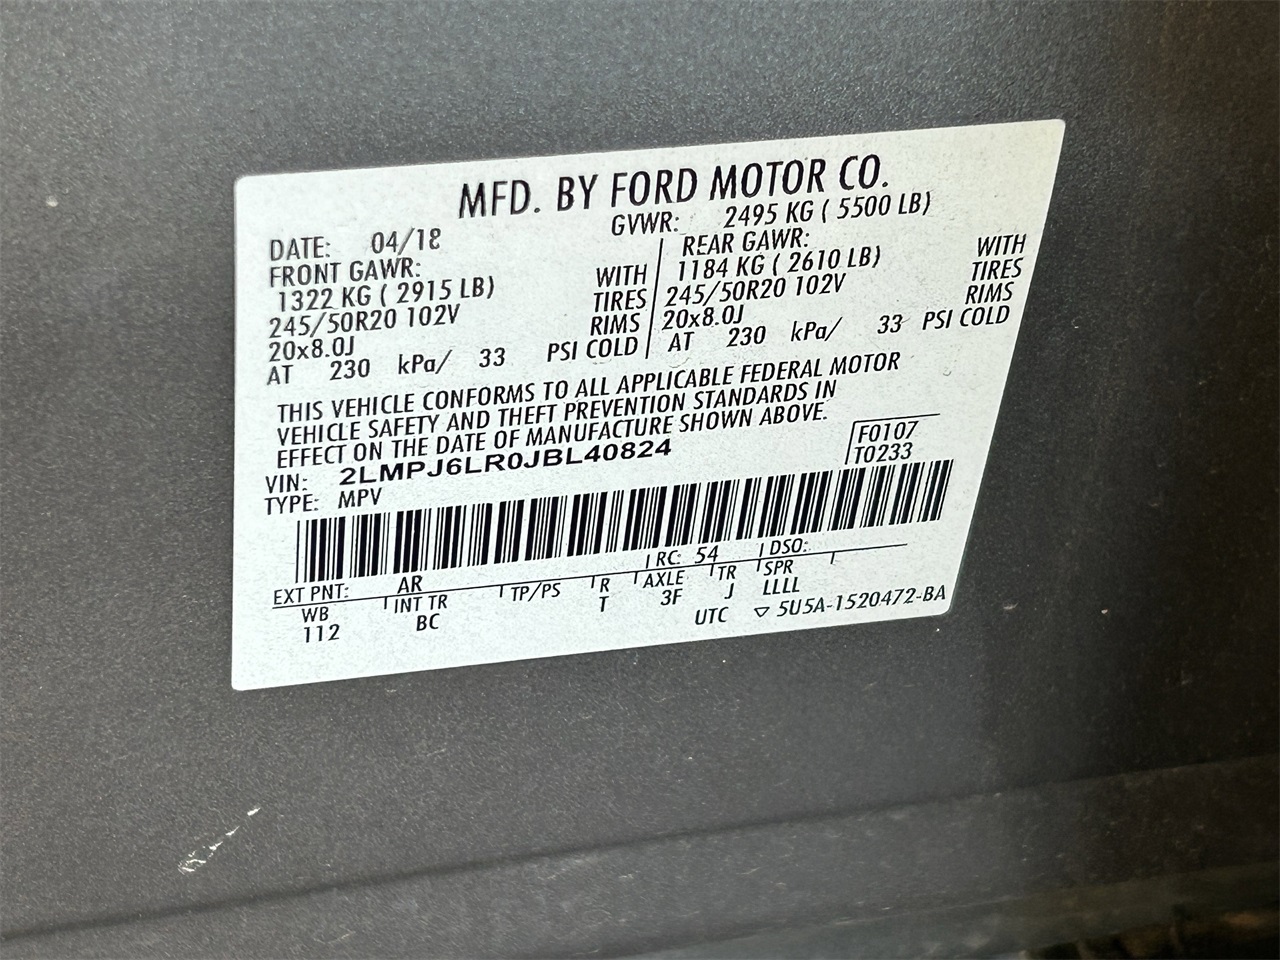 MFD. BY FORD MOTOR CO.
DATE: 04/18 GVWR: 2495 KG ( 5500 LB)
FRONT GAWR:
1322 KG ( 2915 LB) WITH
245/50R20 102V TIRES
20x8.0J RIMS
AT 230 kPa/ 33 PSI COLD
REAR GAWR:
1184 KG ( 2610 LB) WITH
245/50R20 102V TIRES
20x8.0J RIMS
AT 230 kPa/ 33 PSI COLD
THIS VEHICLE CONFORMS TO ALL APPLICABLE FEDERAL MOTOR
VEHICLE SAFETY AND THEFT PREVENTION STANDARDS IN
EFFECT ON THE DATE OF MANUFACTURE SHOWN ABOVE.
VIN: 2LMPJ6LR0JBL40824
TYPE: MPV
F0107
T0233
EXT PNT: AR RC: 54 DSO:
WB INT TR TP/PS R AXLE TR SPR
112 BC T 3F J LLLL
UTC ▽ 5U5A-1520472-BA